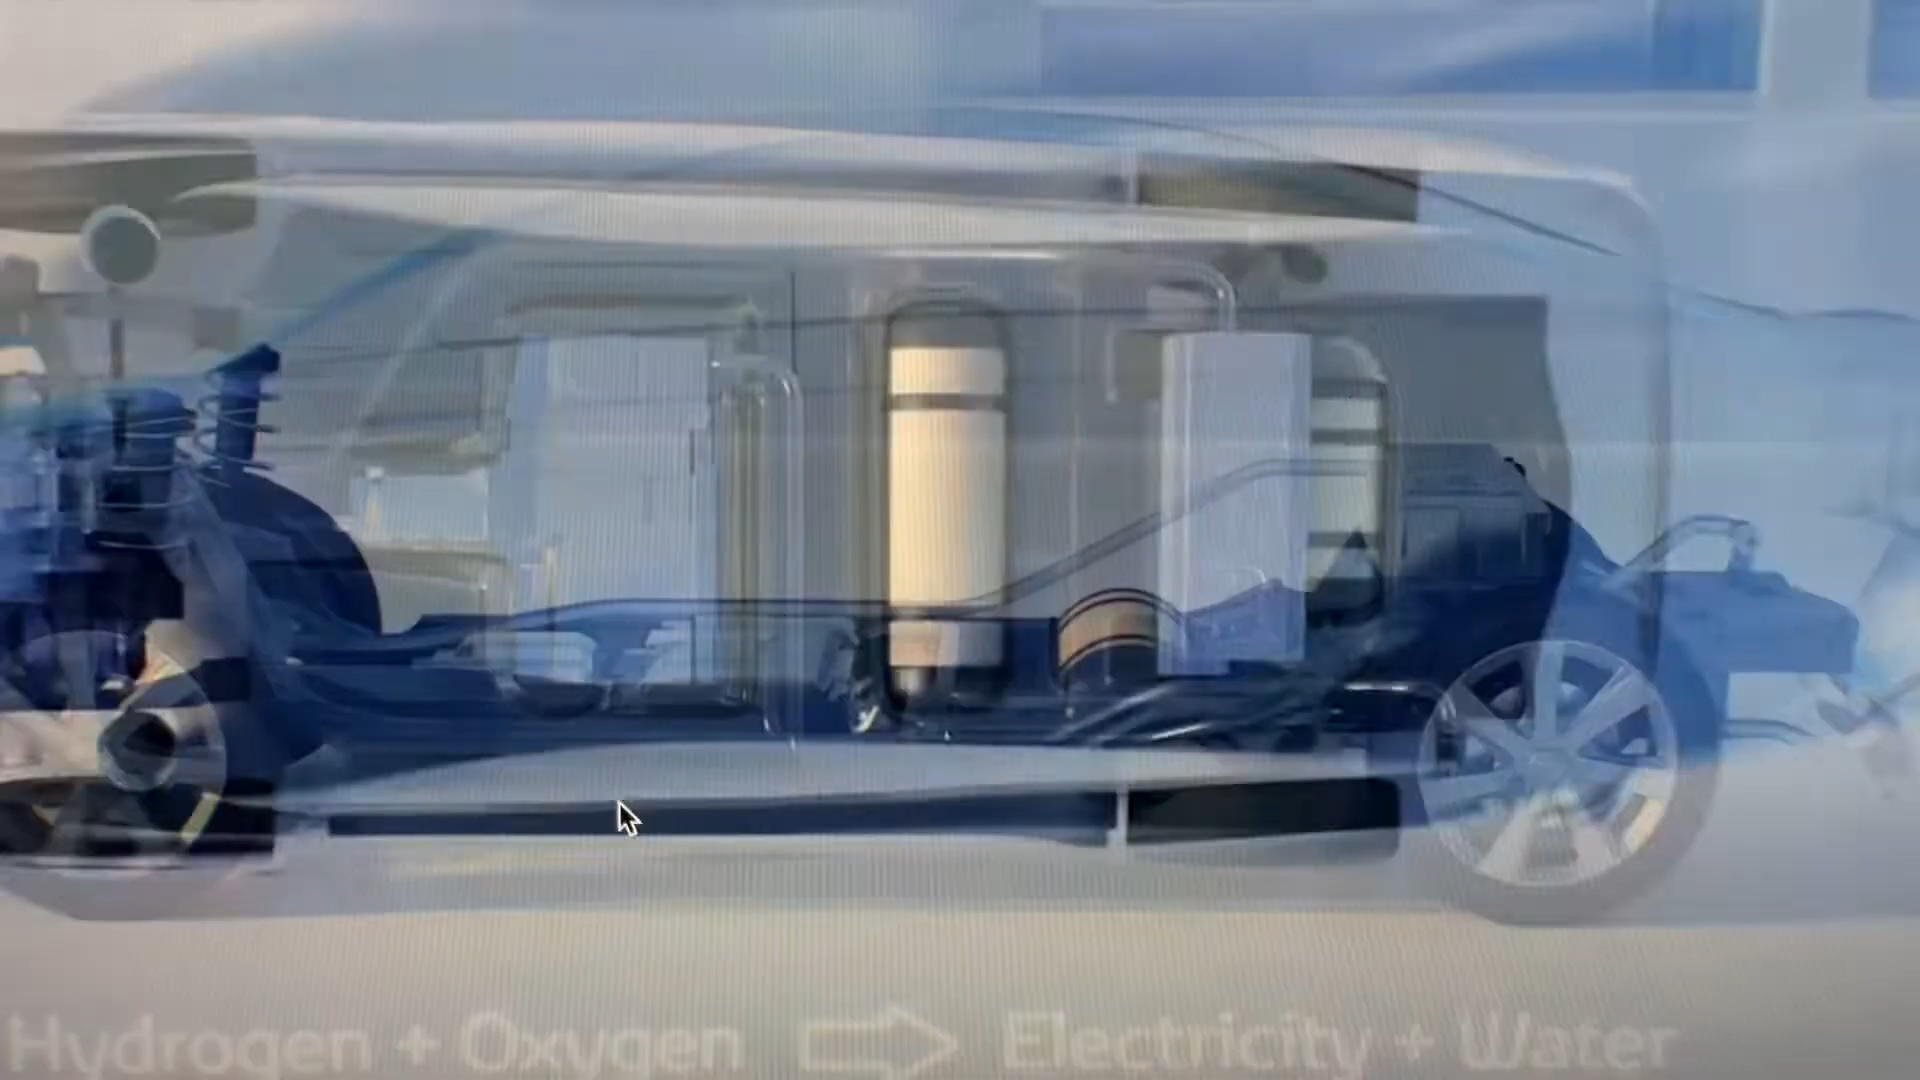 Hydrogen + Oxygen ⇨ Electricity + Water